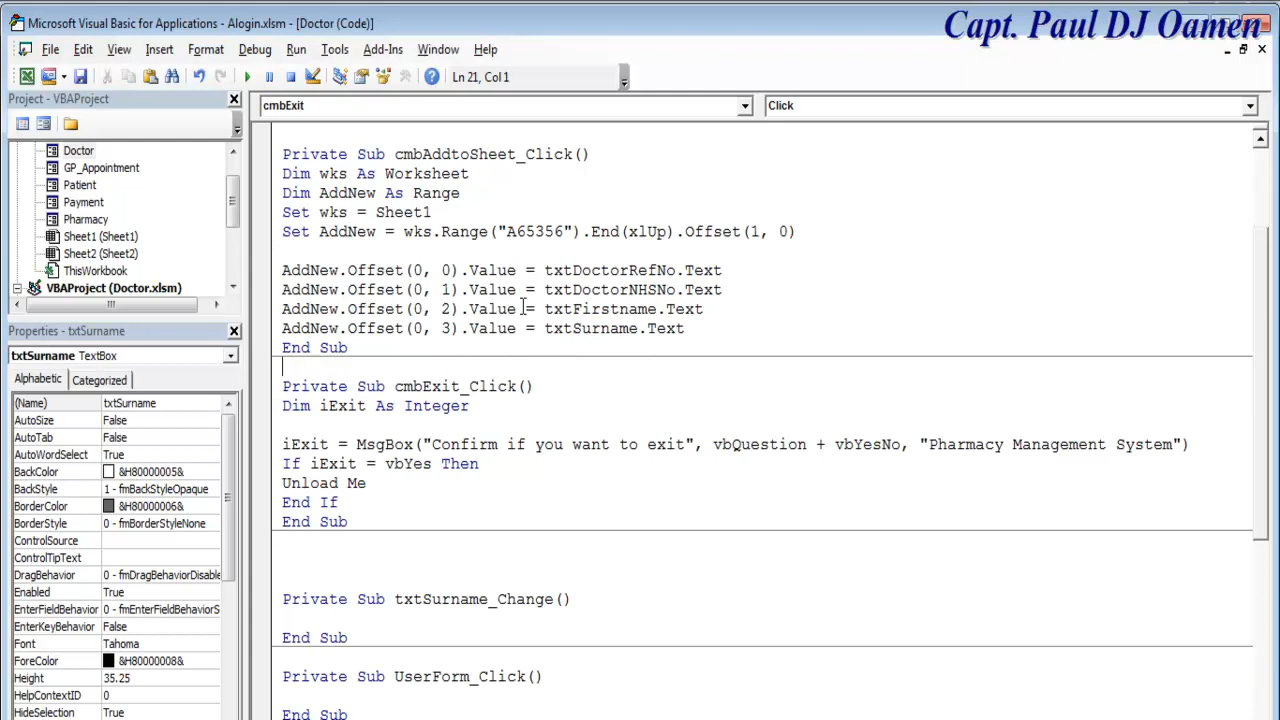 Microsoft Visual Basic for Applications - Alogin.xlsm - [Doctor (Code)]
Capt. Paul DJ Oamen
File Edit View Insert Format Debug Run Tools Add-Ins Window Help
Ln 21, Col 1
Project - VBAProject
cmbExit
Click
Doctor
GP_Appointment
Patient
Payment
Pharmacy
Sheet1 (Sheet1)
Sheet2 (Sheet2)
ThisWorkbook
VBAProject (Doctor.xlsm)
Properties - txtSurname
txtSurname TextBox
Alphabetic Categorized
(Name) txtSurname
AutoSize False
AutoTab False
AutoWordSelect True
BackColor &H80000005&
BackStyle 1 - fmBackStyleOpaque
BorderColor &H80000006&
BorderStyle 0 - fmBorderStyleNone
ControlSource
ControlTipText
DragBehavior 0 - fmDragBehaviorDisable
Enabled True
EnterFieldBehavior 0 - fmEnterFieldBehaviorS
EnterKeyBehavior False
Font Tahoma
ForeColor &H80000008&
Height 35.25
HelpContextID 0
HideSelection True
Private Sub cmbAddtoSheet_Click()
Dim wks As Worksheet
Dim AddNew As Range
Set wks = Sheet1
Set AddNew = wks.Range("A65356").End(xlUp).Offset(1, 0)
AddNew.Offset(0, 0).Value = txtDoctorRefNo.Text
AddNew.Offset(0, 1).Value = txtDoctorNHSNo.Text
AddNew.Offset(0, 2).Value = txtFirstname.Text
AddNew.Offset(0, 3).Value = txtSurname.Text
End Sub
Private Sub cmbExit_Click()
Dim iExit As Integer
iExit = MsgBox("Confirm if you want to exit", vbQuestion + vbYesNo, "Pharmacy Management System")
If iExit = vbYes Then
Unload Me
End If
End Sub
Private Sub txtSurname_Change()
End Sub
Private Sub UserForm_Click()
End Sub